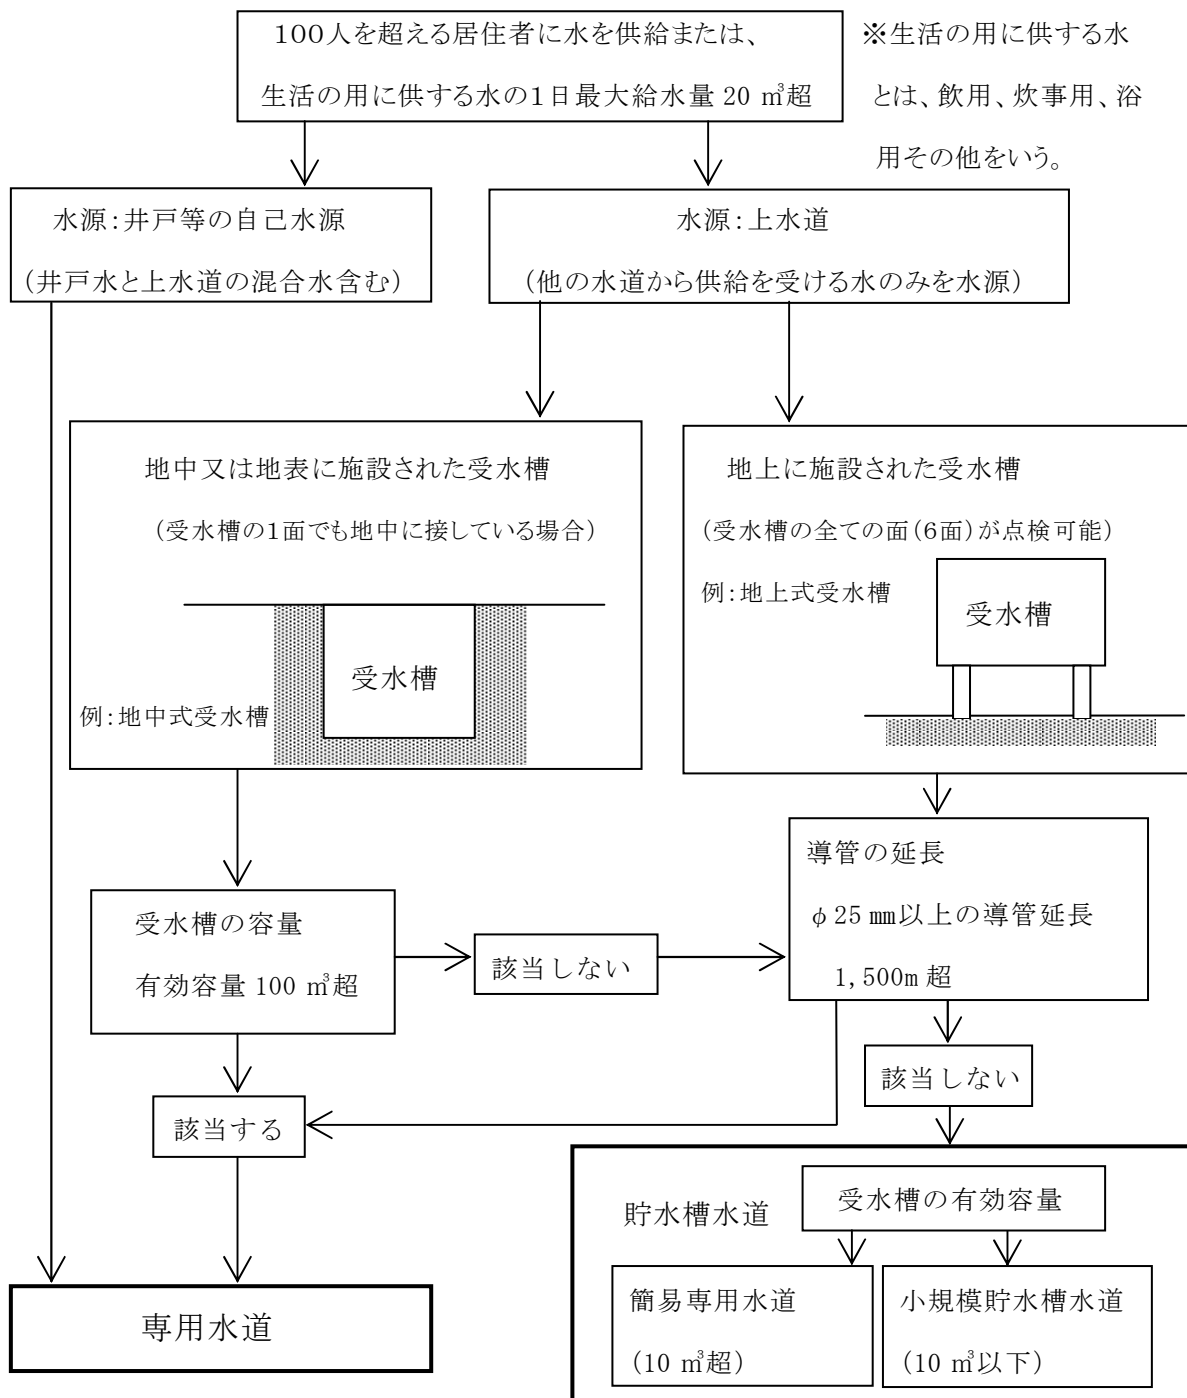 100人を超える居住者に水を供給または、
生活の用に供する水の1日最大給水量 20 ㎥超
※生活の用に供する水
とは、飲用、炊事用、浴
用その他をいう。
水源：井戸等の自己水源
（井戸水と上水道の混合水含む）
水源：上水道
（他の水道から供給を受ける水のみを水源）
地中又は地表に施設された受水槽
（受水槽の1面でも地中に接している場合）
受水槽
例：地中式受水槽
地上に施設された受水槽
（受水槽の全ての面（6面）が点検可能）
例：地上式受水槽
受水槽
受水槽の容量
有効容量 100 ㎥超
該当しない
導管の延長
φ25 ㎜以上の導管延長
1,500m 超
該当する
該当しない
貯水槽水道
受水槽の有効容量
簡易専用水道
（10 ㎥超）
小規模貯水槽水道
（10 ㎥以下）
専用水道